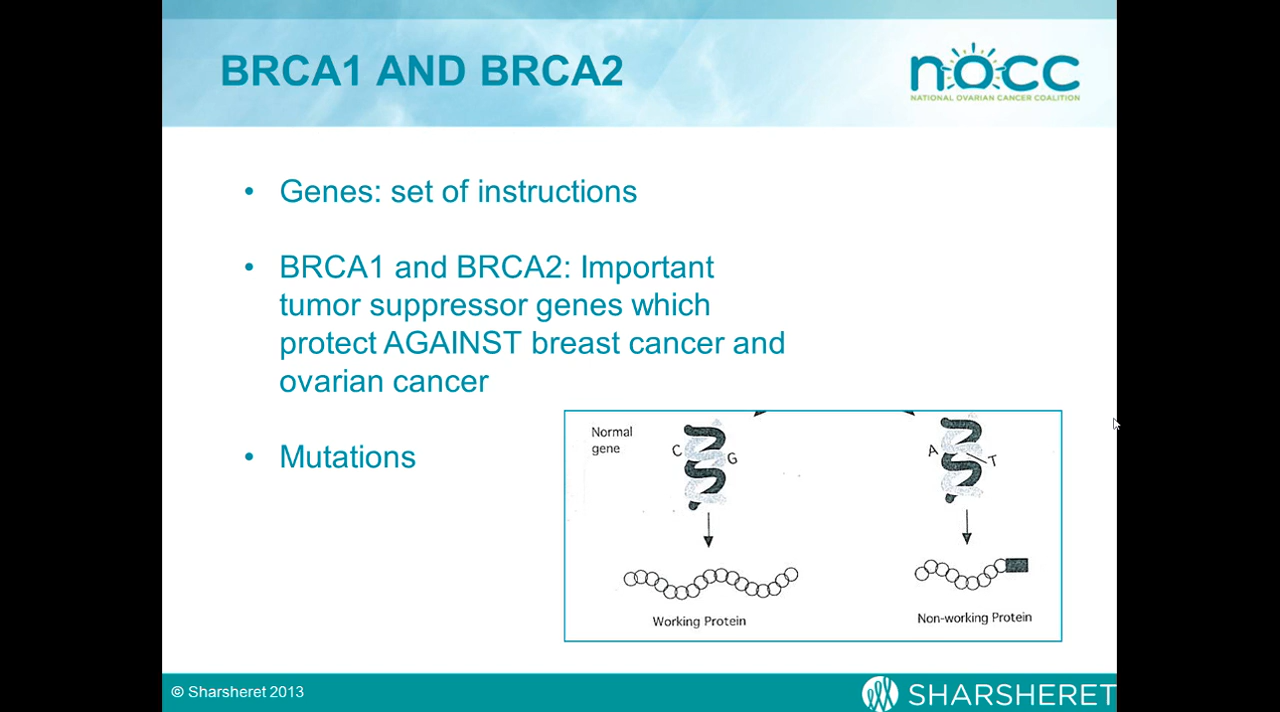 BRCA1 AND BRCA2
nocc
NATIONAL OVARIAN CANCER COALITION
• Genes: set of instructions
• BRCA1 and BRCA2: Important
tumor suppressor genes which
protect AGAINST breast cancer and
ovarian cancer
• Mutations
Normal
gene
C
G
A
T
Working Protein
Non-working Protein
© Sharsheret 2013
SHARSHERET